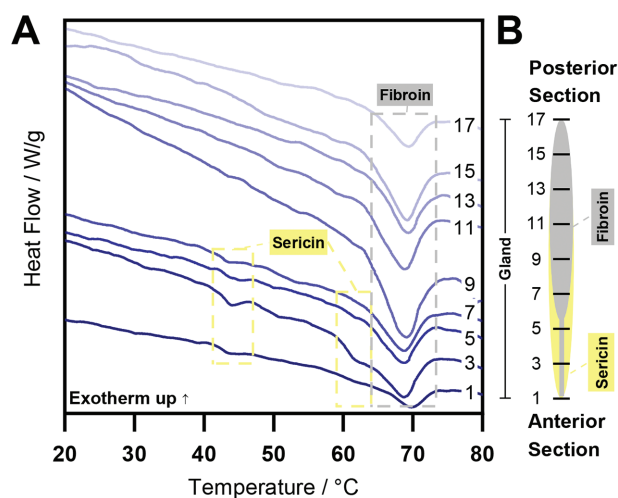 A
Heat Flow / W/g
Fibroin
Sericin
17
15
13
11
9
7
5
3
1
Exotherm up ↑
20 30 40 50 60 70 80
Temperature / °C
B
Posterior
Section
17
15
13
11
9
7
5
3
1
Gland
Fibroin
Sericin
Anterior
Section